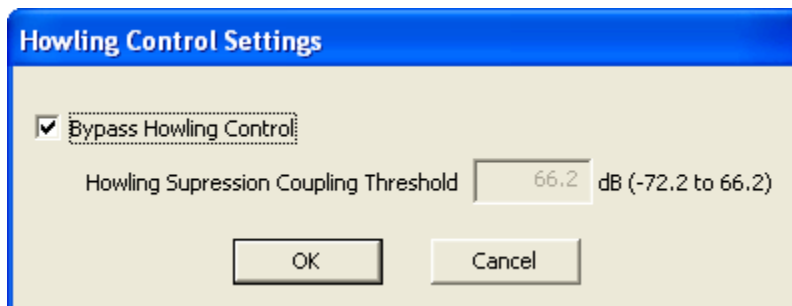 Howling Control Settings
Bypass Howling Control
Howling Supression Coupling Threshold 66.2 dB (-72.2 to 66.2)
OK Cancel